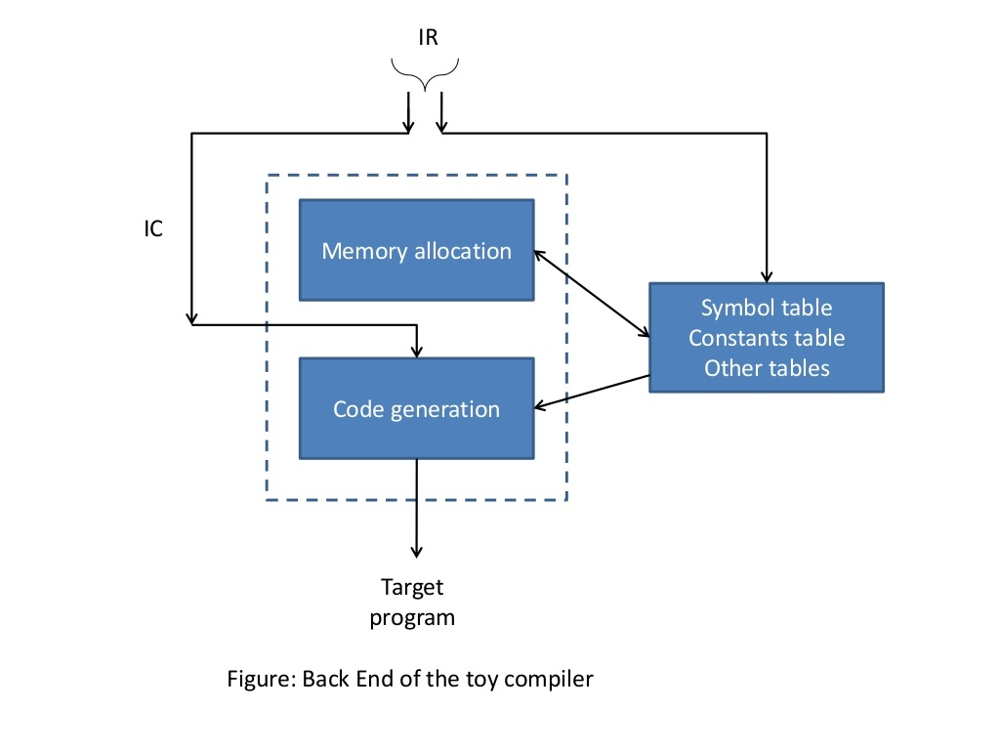 IR
IC
Memory allocation
Symbol table
Constants table
Other tables
Code generation
Target
program
Figure: Back End of the toy compiler